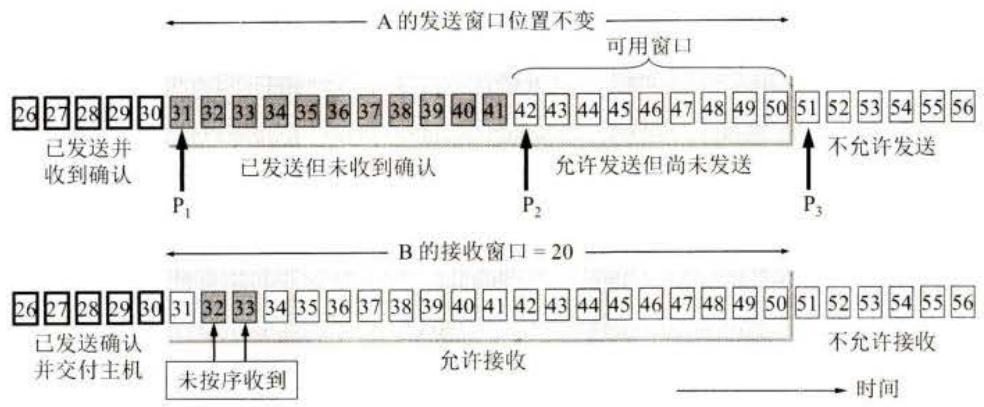 A 的发送窗口位置不变
可用窗口
26 27 28 29 30 31 32 33 34 35 36 37 38 39 40 41 42 43 44 45 46 47 48 49 50 51 52 53 54 55 56
已发送并
收到确认
已发送但未收到确认
允许发送但尚未发送
不允许发送
P1
P2
P3
B 的接收窗口 = 20
26 27 28 29 30 31 32 33 34 35 36 37 38 39 40 41 42 43 44 45 46 47 48 49 50 51 52 53 54 55 56
已发送确认
并交付主机
未按序收到
允许接收
不允许接收
时间